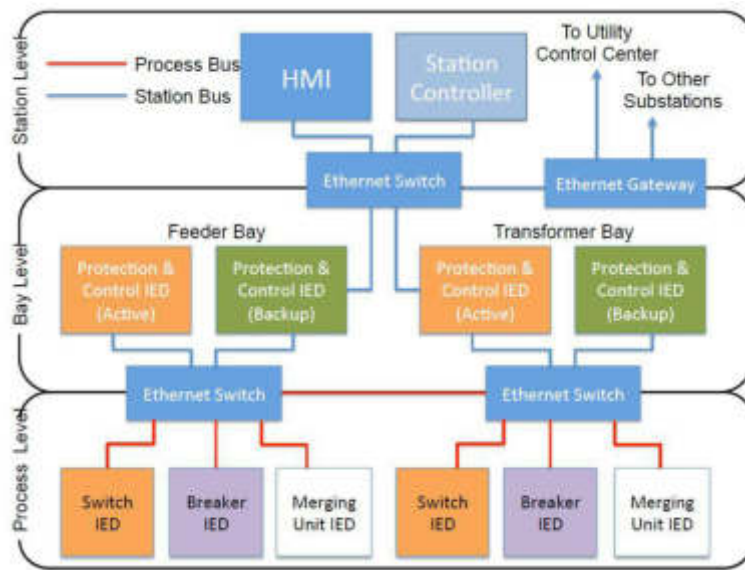 Station Level
Process Bus
Station Bus
HMI
Station
Controller
To Utility
Control Center
To Other
Substations
Ethernet Switch
Ethernet Gateway
Bay Level
Feeder Bay
Transformer Bay
Protection &
Control IED
(Active)
Protection &
Control IED
(Backup)
Protection &
Control IED
(Active)
Protection &
Control IED
(Backup)
Ethernet Switch
Ethernet Switch
Process Level
Switch
IED
Breaker
IED
Merging
Unit IED
Switch
IED
Breaker
IED
Merging
Unit IED